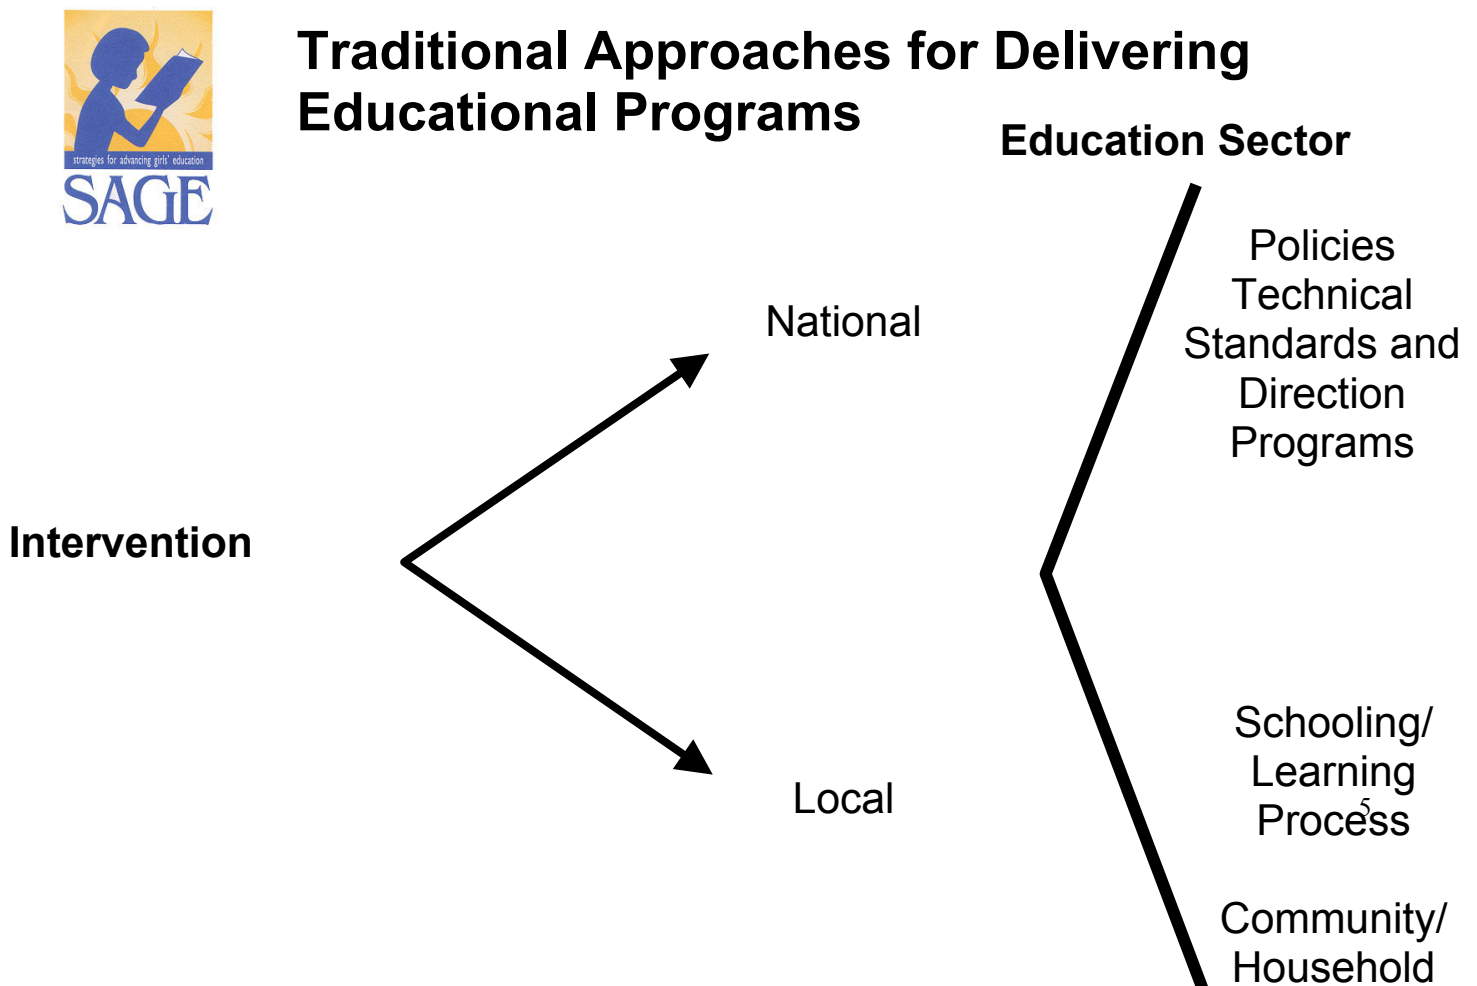 Traditional Approaches for Delivering
Educational Programs
strategies for advancing girls' education
SAGE
Education Sector
Policies
Technical
Standards and
Direction
Programs
National
Intervention
Local
Schooling/
Learning
Process
5
Community/
Household